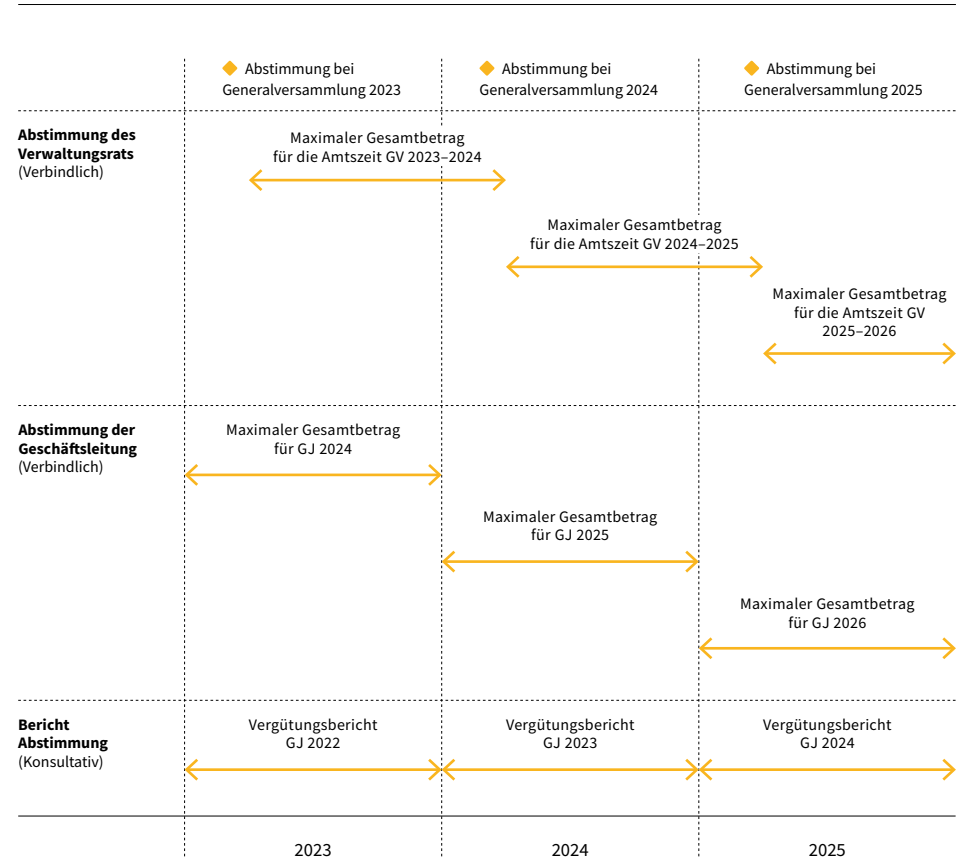 Abstimmung bei
Generalversammlung 2023
Abstimmung bei
Generalversammlung 2024
Abstimmung bei
Generalversammlung 2025
Abstimmung des
Verwaltungsrats
(Verbindlich)
Maximaler Gesamtbetrag
für die Amtszeit GV 2023–2024
Maximaler Gesamtbetrag
für die Amtszeit GV 2024–2025
Maximaler Gesamtbetrag
für die Amtszeit GV
2025–2026
Abstimmung der
Geschäftsleitung
(Verbindlich)
Maximaler Gesamtbetrag
für GJ 2024
Maximaler Gesamtbetrag
für GJ 2025
Maximaler Gesamtbetrag
für GJ 2026
Bericht
Abstimmung
(Konsultativ)
Vergütungsbericht
GJ 2022
Vergütungsbericht
GJ 2023
Vergütungsbericht
GJ 2024
2023
2024
2025